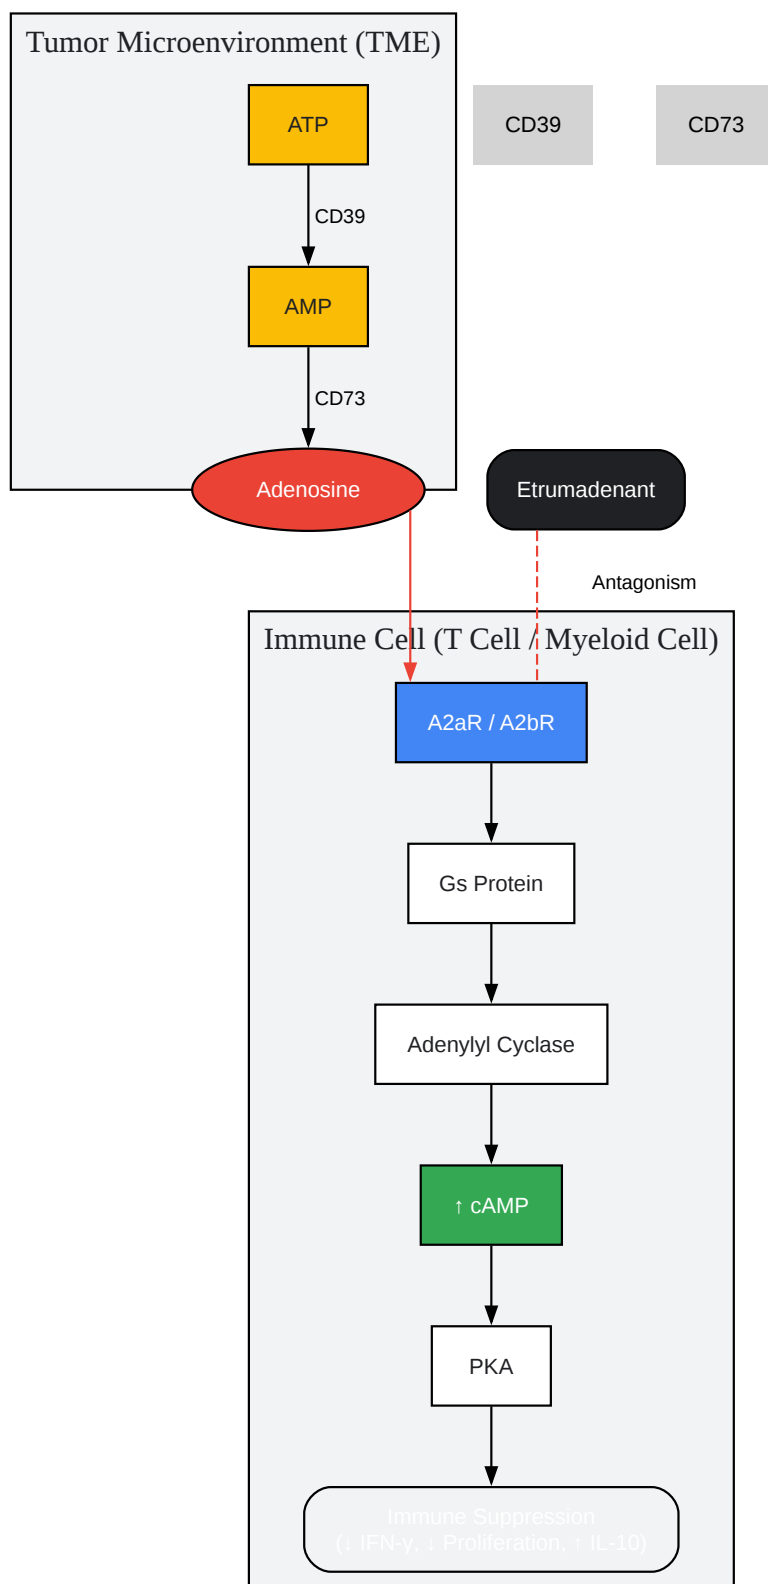 Tumor Microenvironment (TME)
ATP
CD39
CD73
CD39
AMP
CD73
Adenosine
Etrumadenant
Antagonism
Immune Cell (T Cell / Myeloid Cell)
A2aR / A2bR
Gs Protein
Adenylyl Cyclase
↑ cAMP
PKA
Immune Suppression
(↓ IFN-γ, ↓ Proliferation, ↑ IL-10)